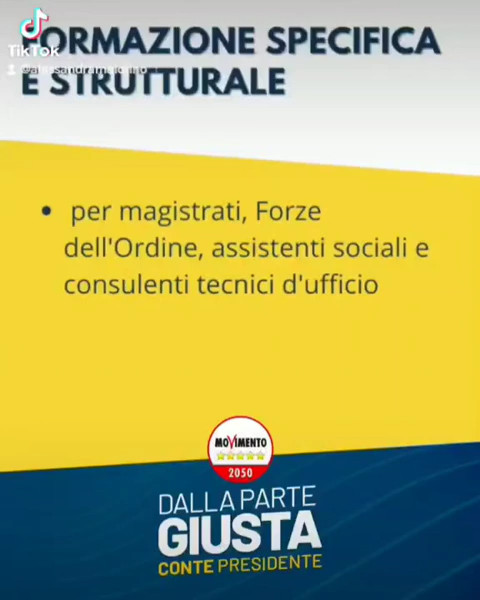 FORMAZIONE SPECIFICA
TikTok
E STRUTTURALE
• per magistrati, Forze
dell'Ordine, assistenti sociali e
consulenti tecnici d'ufficio
MOVIMENTO
2050
DALLA PARTE
GIUSTA
CONTE PRESIDENTE